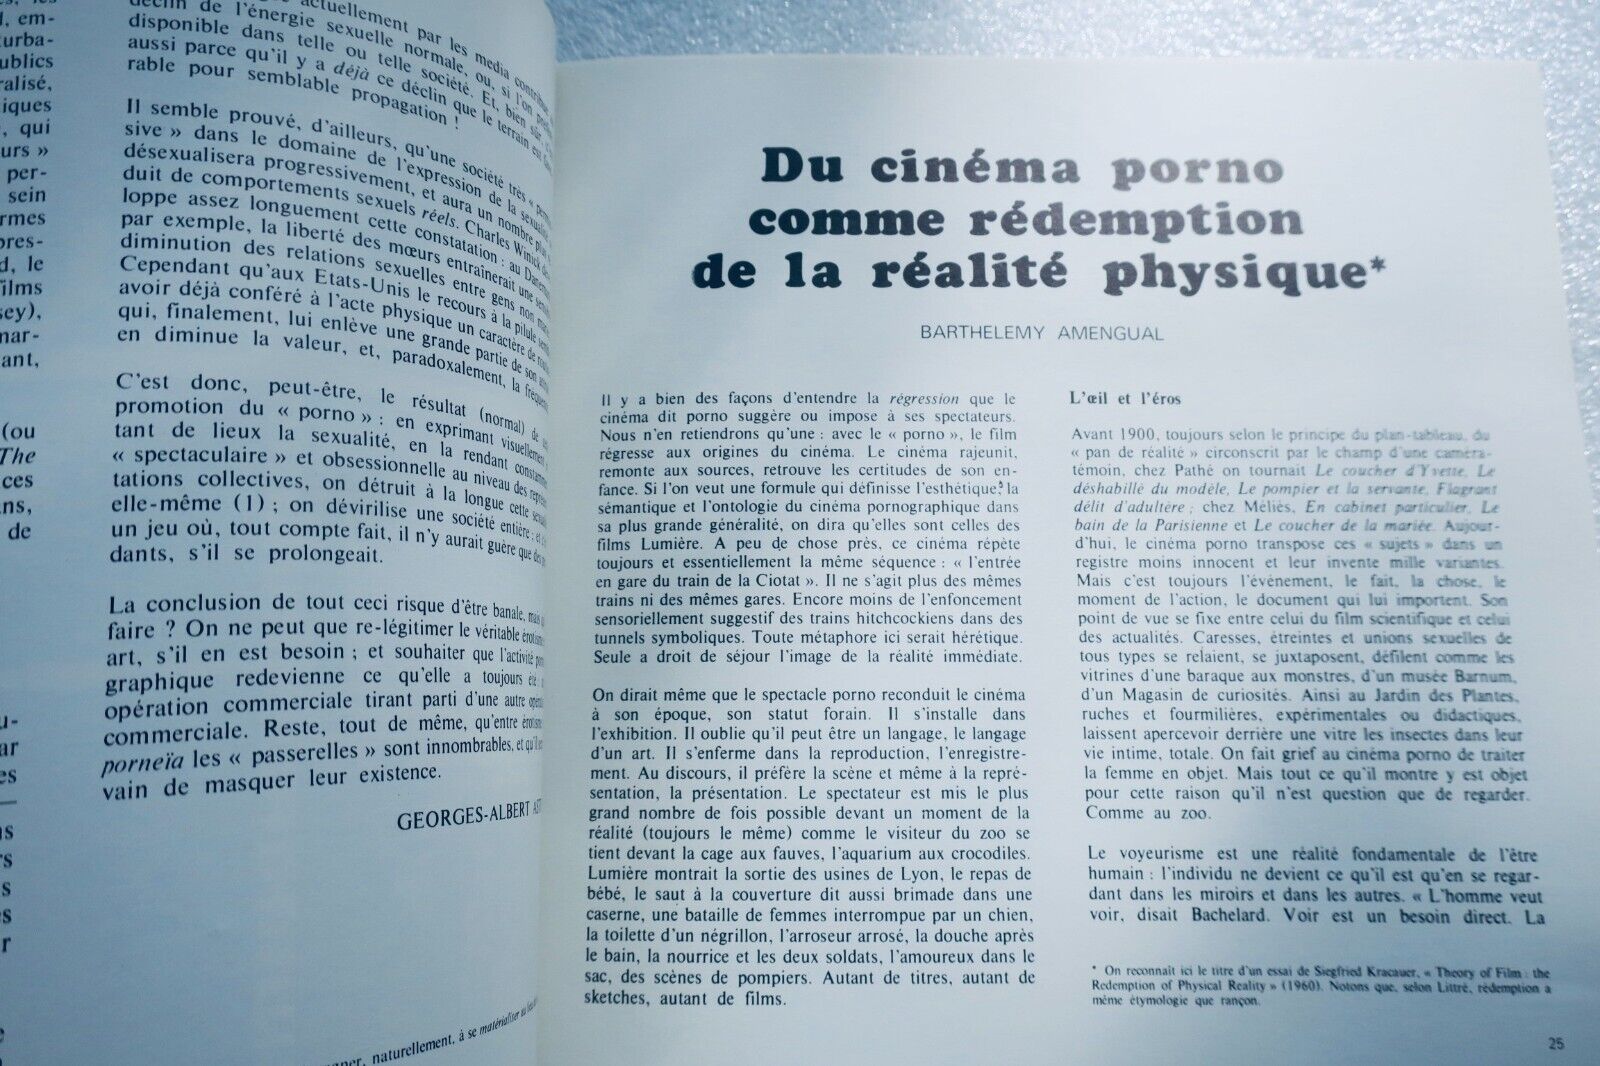 urba-
ublics
ralisé,
iques
, qui
urs »
per-
sein
ormes
pres-
d, le
films
sey),
mar-
ant,
(ou
The
ces
ans,
de
actuellement par les media
déclin de l'énergie sexuelle normale, ou, si l'on
disponible dans telle ou telle société. Et, bien sûr
aussi parce qu'il y a déjà ce déclin que le terrain est
rable pour semblable propagation !
Il semble prouvé, d'ailleurs, qu'une société très «
sive » dans le domaine de l'expression de la
désexualisera progressivement, et aura un nombre
duit de comportements sexuels réels. Charles Winick
loppe assez longuement cette constatation : au
par exemple, la liberté des mœurs entraînerait une
diminution des relations sexuelles entre gens non
Cependant qu'aux Etats-Unis le recours à la pilule
avoir déjà conféré à l'acte physique un caractère de
qui, finalement, lui enlève une grande partie de son
en diminue la valeur, et, paradoxalement, la
C'est donc, peut-être, le résultat (normal) de
promotion du « porno » : en exprimant visuellement
tant de lieux la sexualité, en la rendant
« spectaculaire » et obsessionnelle au niveau des
tations collectives, on détruit à la longue cette
elle-même (1) ; on dévirilise une société entière ;
un jeu où, tout compte fait, il n'y aurait guère que
dants, s'il se prolongeait.
La conclusion de tout ceci risque d'être banale, mais
faire ? On ne peut que re-légitimer le véritable
art, s'il en est besoin ; et souhaiter que l'activité
graphique redevienne ce qu'elle a toujours été
opération commerciale tirant parti d'une autre
commerciale. Reste, tout de même, qu'entre
porneïa les « passerelles » sont innombrables, et
vain de masquer leur existence.
GEORGES-ALBERT
naturellement, à se matérialiser
Du cinéma porno
comme rédemption
de la réalité physique*
BARTHELEMY AMENGUAL
Il y a bien des façons d'entendre la régression que le
cinéma dit porno suggère ou impose à ses spectateurs.
Nous n'en retiendrons qu'une : avec le « porno », le film
régresse aux origines du cinéma. Le cinéma rajeunit,
remonte aux sources, retrouve les certitudes de son en-
fance. Si l'on veut une formule qui définisse l'esthétique, la
sémantique et l'ontologie du cinéma pornographique dans
sa plus grande généralité, on dira qu'elles sont celles des
films Lumière. A peu de chose près, ce cinéma répète
toujours et essentiellement la même séquence : « l'entrée
en gare du train de la Ciotat ». Il ne s'agit plus des mêmes
trains ni des mêmes gares. Encore moins de l'enfoncement
sensoriellement suggestif des trains hitchcockiens dans des
tunnels symboliques. Toute métaphore ici serait hérétique.
Seule a droit de séjour l'image de la réalité immédiate.
On dirait même que le spectacle porno reconduit le cinéma
à son époque, son statut forain. Il s'installe dans
l'exhibition. Il oublie qu'il peut être un langage, le langage
d'un art. Il s'enferme dans la reproduction, l'enregistre-
ment. Au discours, il préfère la scène et même à la repré-
sentation, la présentation. Le spectateur est mis le plus
grand nombre de fois possible devant un moment de la
réalité (toujours le même) comme le visiteur du zoo se
tient devant la cage aux fauves, l'aquarium aux crocodiles.
Lumière montrait la sortie des usines de Lyon, le repas de
bébé, le saut à la couverture dit aussi brimade dans une
caserne, une bataille de femmes interrompue par un chien,
la toilette d'un négrillon, l'arroseur arrosé, la douche après
le bain, la nourrice et les deux soldats, l'amoureux dans le
sac, des scènes de pompiers. Autant de titres, autant de
sketches, autant de films.
L'œil et l'éros
Avant 1900, toujours selon le principe du plan-tableau, du
« pan de réalité » circonscrit par le champ d'une caméra-
témoin, chez Pathé on tournait Le coucher d'Yvette, Le
déshabillé du modèle, Le pompier et la servante, Flagrant
délit d'adultère ; chez Méliès, En cabinet particulier, Le
bain de la Parisienne et Le coucher de la mariée. Aujour-
d'hui, le cinéma porno transpose ces « sujets » dans un
registre moins innocent et leur invente mille variantes.
Mais c'est toujours l'événement, le fait, la chose, le
moment de l'action, le document qui lui importent. Son
point de vue se fixe entre celui du film scientifique et celui
des actualités. Caresses, étreintes et unions sexuelles de
tous types se relaient, se juxtaposent, défilent comme les
vitrines d'une baraque aux monstres, d'un musée Barnum,
d'un Magasin de curiosités. Ainsi au Jardin des Plantes,
ruches et fourmilières, expérimentales ou didactiques,
laissent apercevoir derrière une vitre les insectes dans leur
vie intime, totale. On fait grief au cinéma porno de traiter
la femme en objet. Mais tout ce qu'il montre y est objet
pour cette raison qu'il n'est question que de regarder.
Comme au zoo.
Le voyeurisme est une réalité fondamentale de l'être
humain : l'individu ne devient ce qu'il est qu'en se regar-
dant dans les miroirs et dans les autres. « L'homme veut
voir, disait Bachelard. Voir est un besoin direct. La
* On reconnaît ici le titre d'un essai de Siegfried Kracauer, « Theory of Film : the
Redemption of Physical Reality » (1960). Notons que, selon Littré, rédemption a
même étymologie que rançon.
25